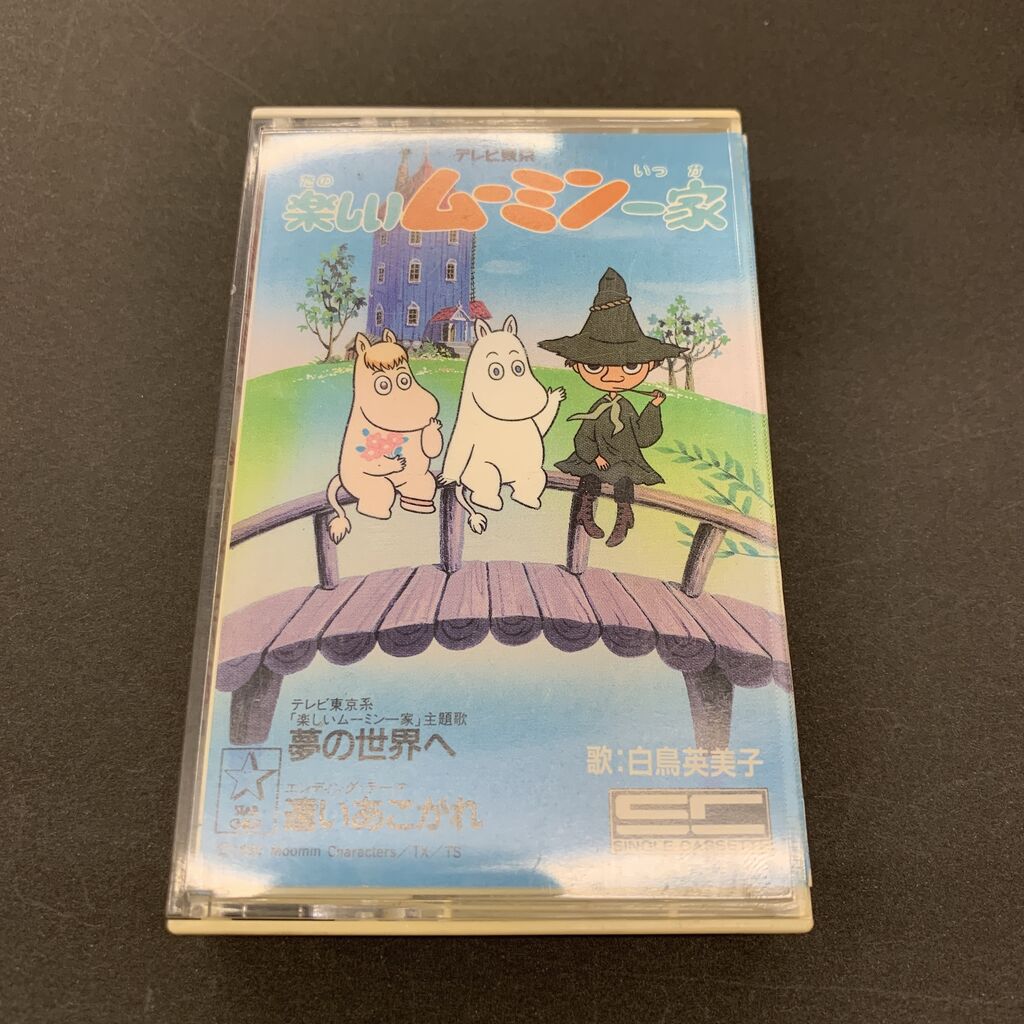 テレビ東京
たの いっ か
楽しいムーミン一家
テレビ東京系
「楽しいムーミン一家」主題歌
夢の世界へ
歌:白鳥英美子
エンディング・テーマ
遠いあこがれ
Moomin Characters/TX/TS
SC
SINGLE CASSETTE